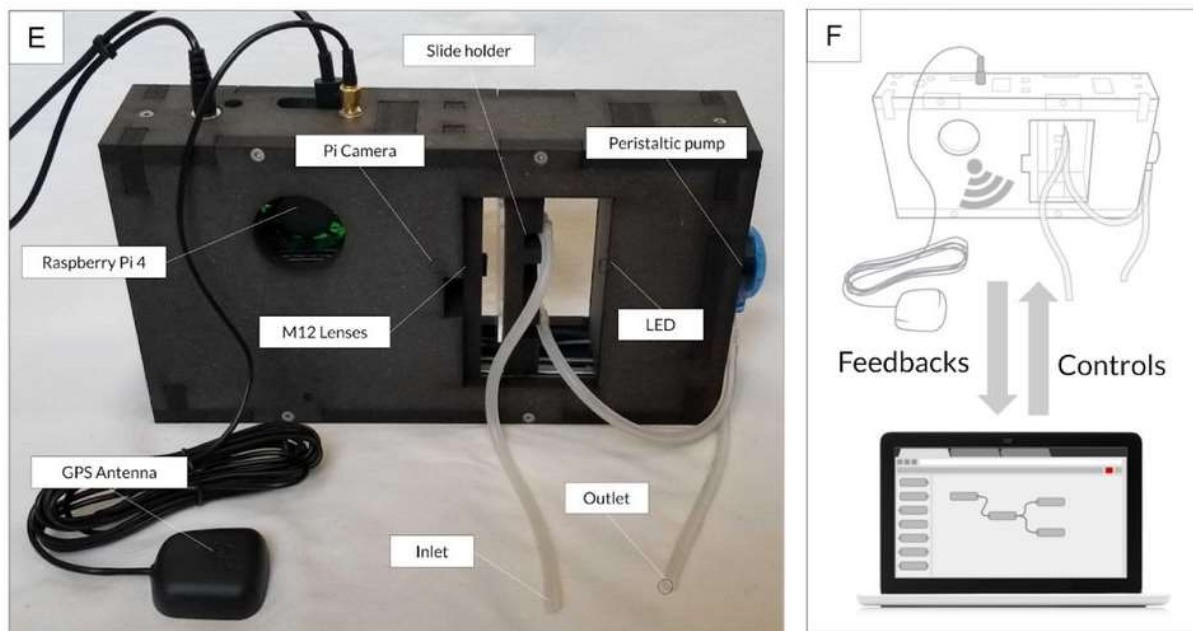 E
Slide holder
Pi Camera
Peristaltic pump
Raspberry Pi 4
M12 Lenses
LED
GPS Antenna
Outlet
Inlet
F
Feedbacks
Controls